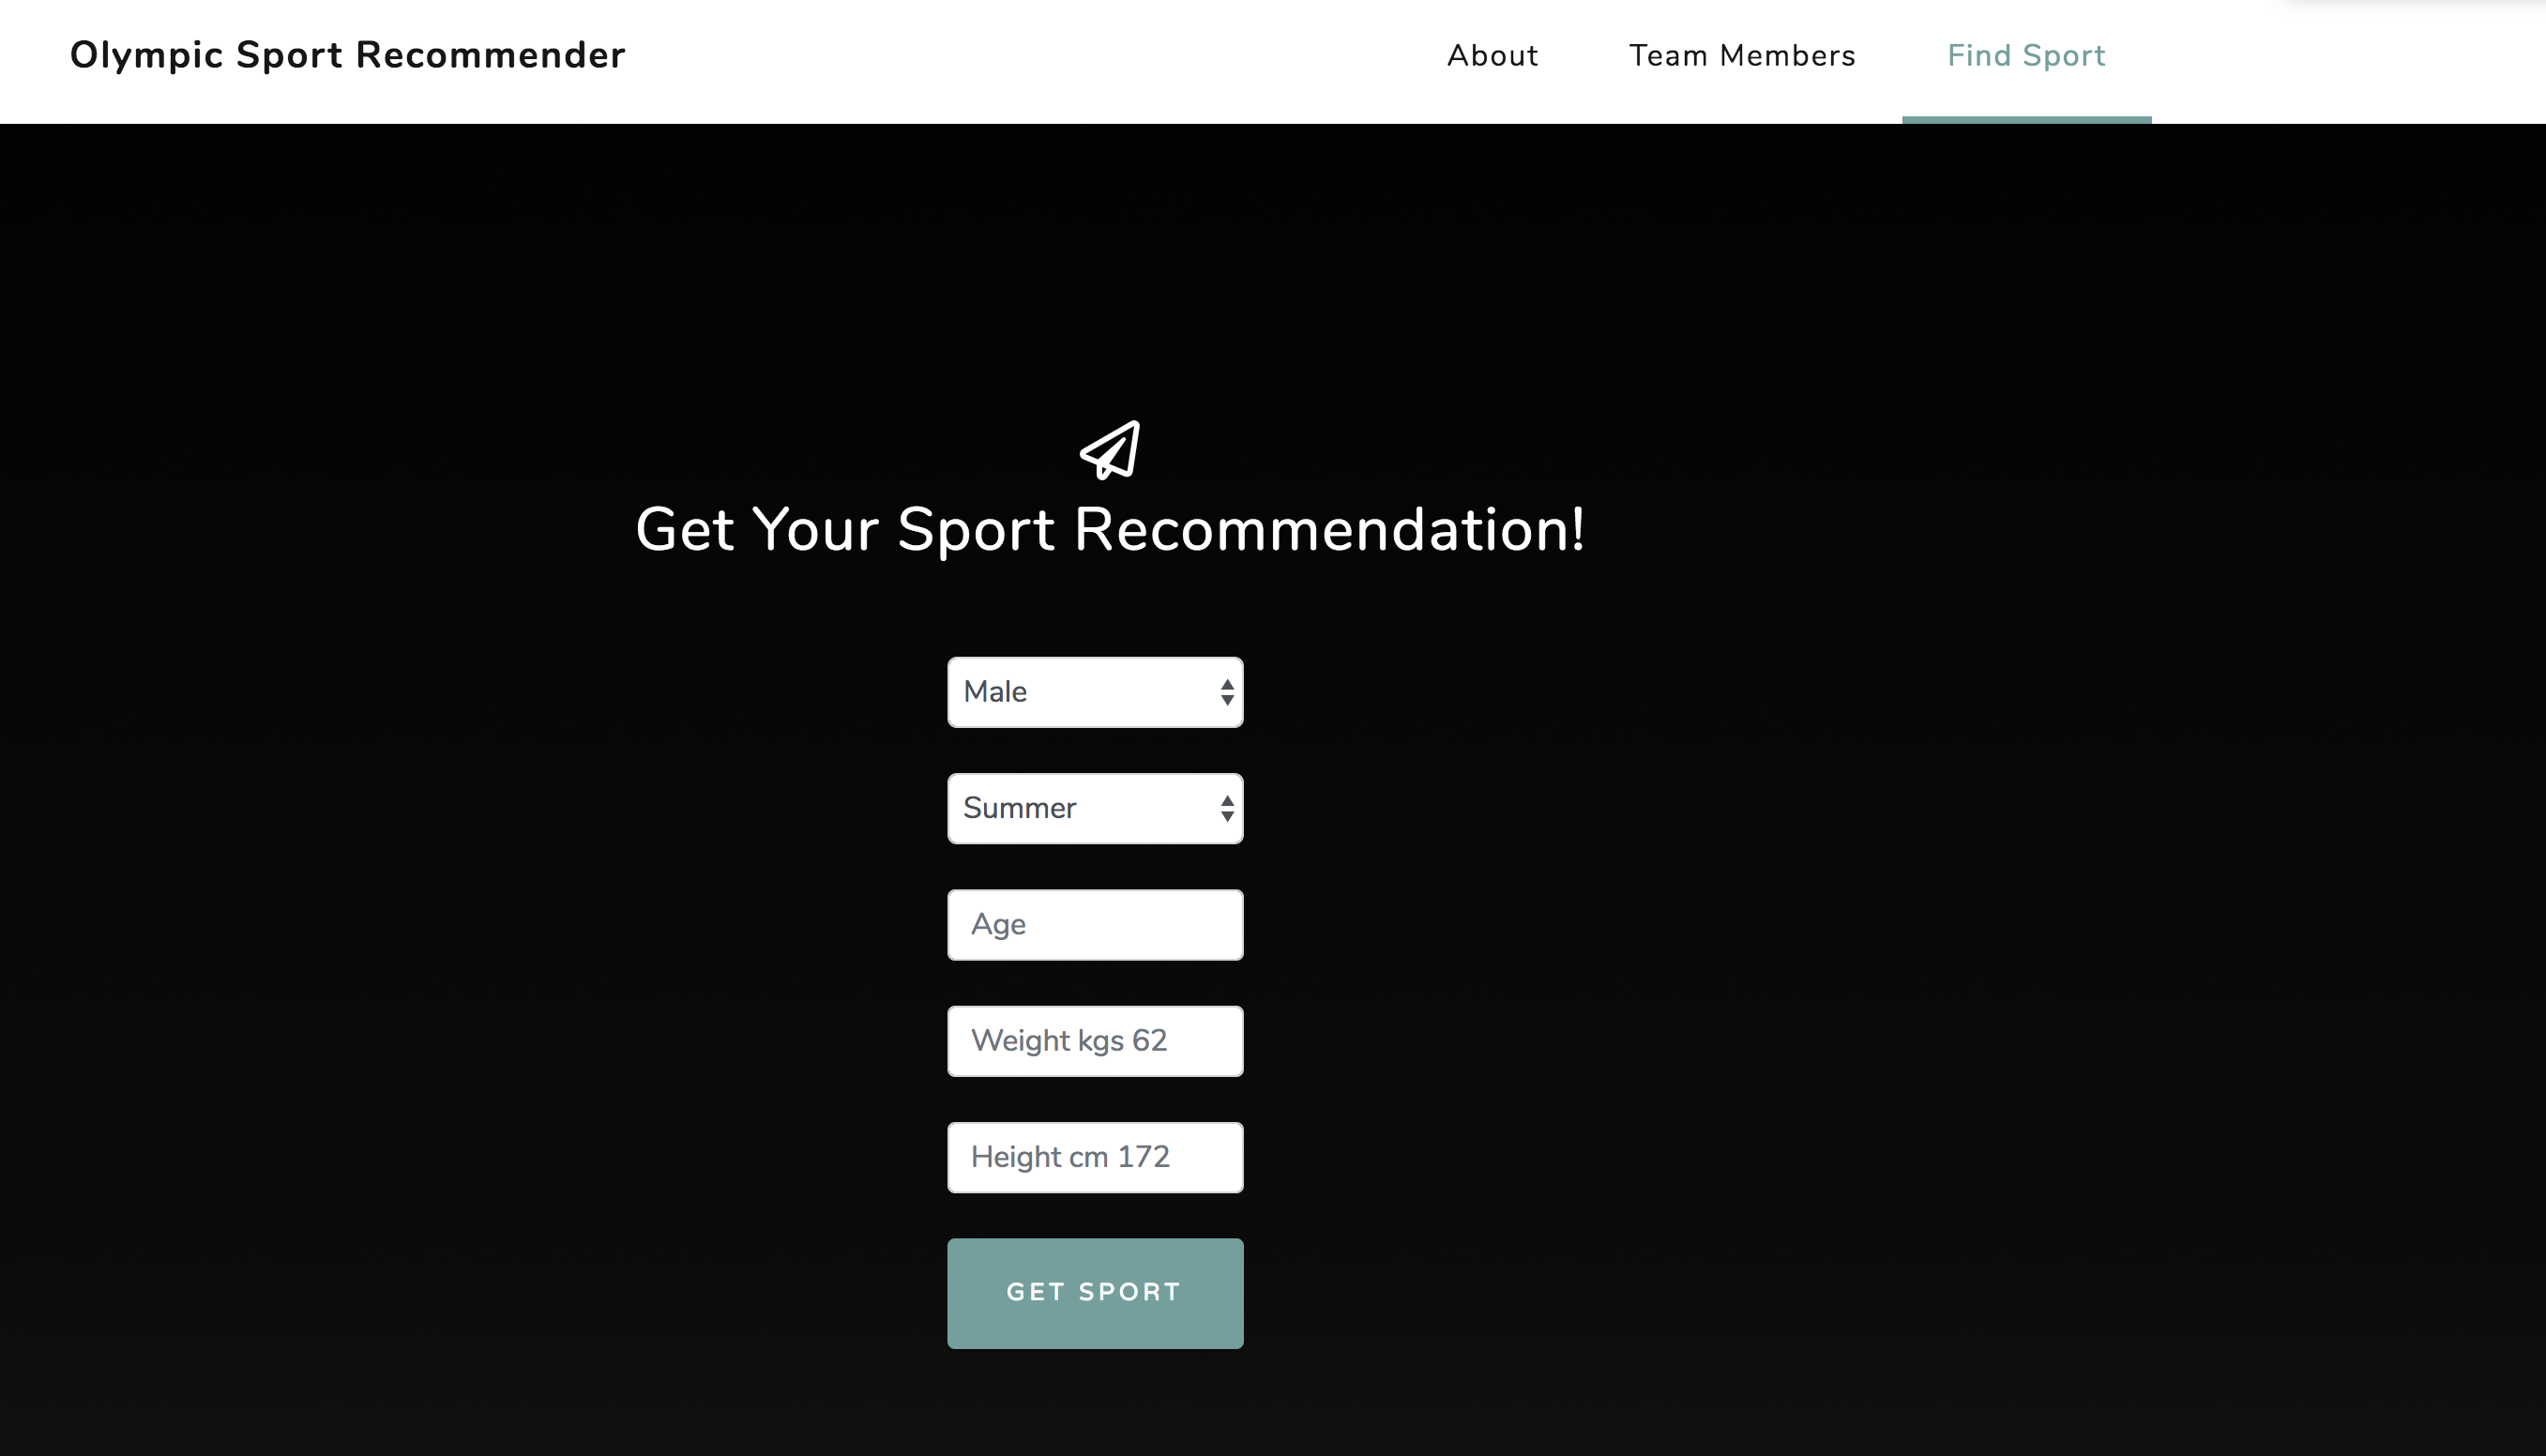 Olympic Sport Recommender
About
Team Members
Find Sport
Get Your Sport Recommendation!
Male
Summer
Age
Weight kgs 62
Height cm 172
GET SPORT